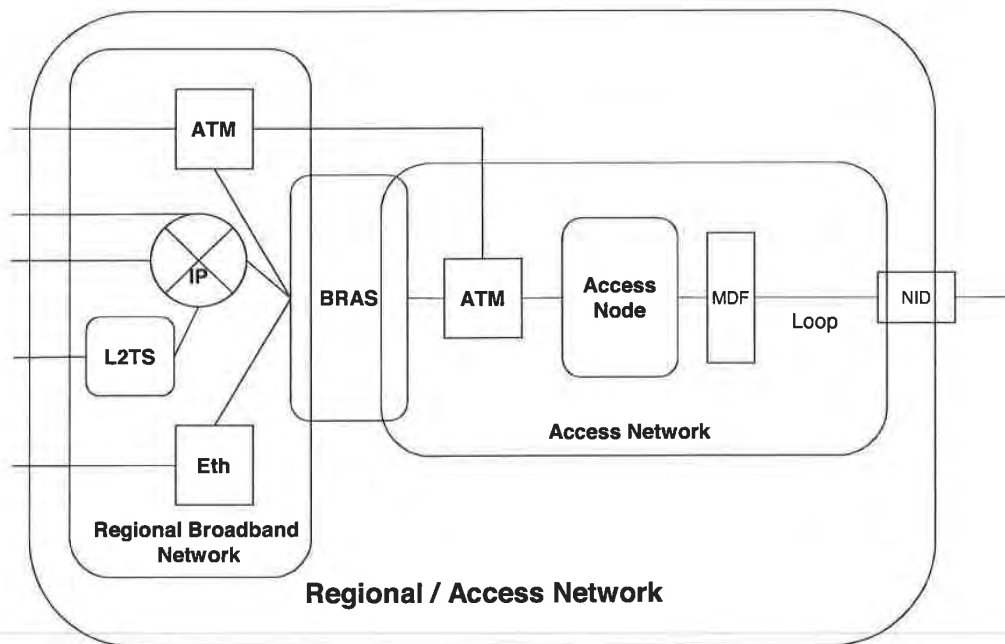 ATM
IP
L2TS
Eth
Regional Broadband
Network
BRAS
ATM
Access
Node
MDF
Loop
NID
Access Network
Regional / Access Network